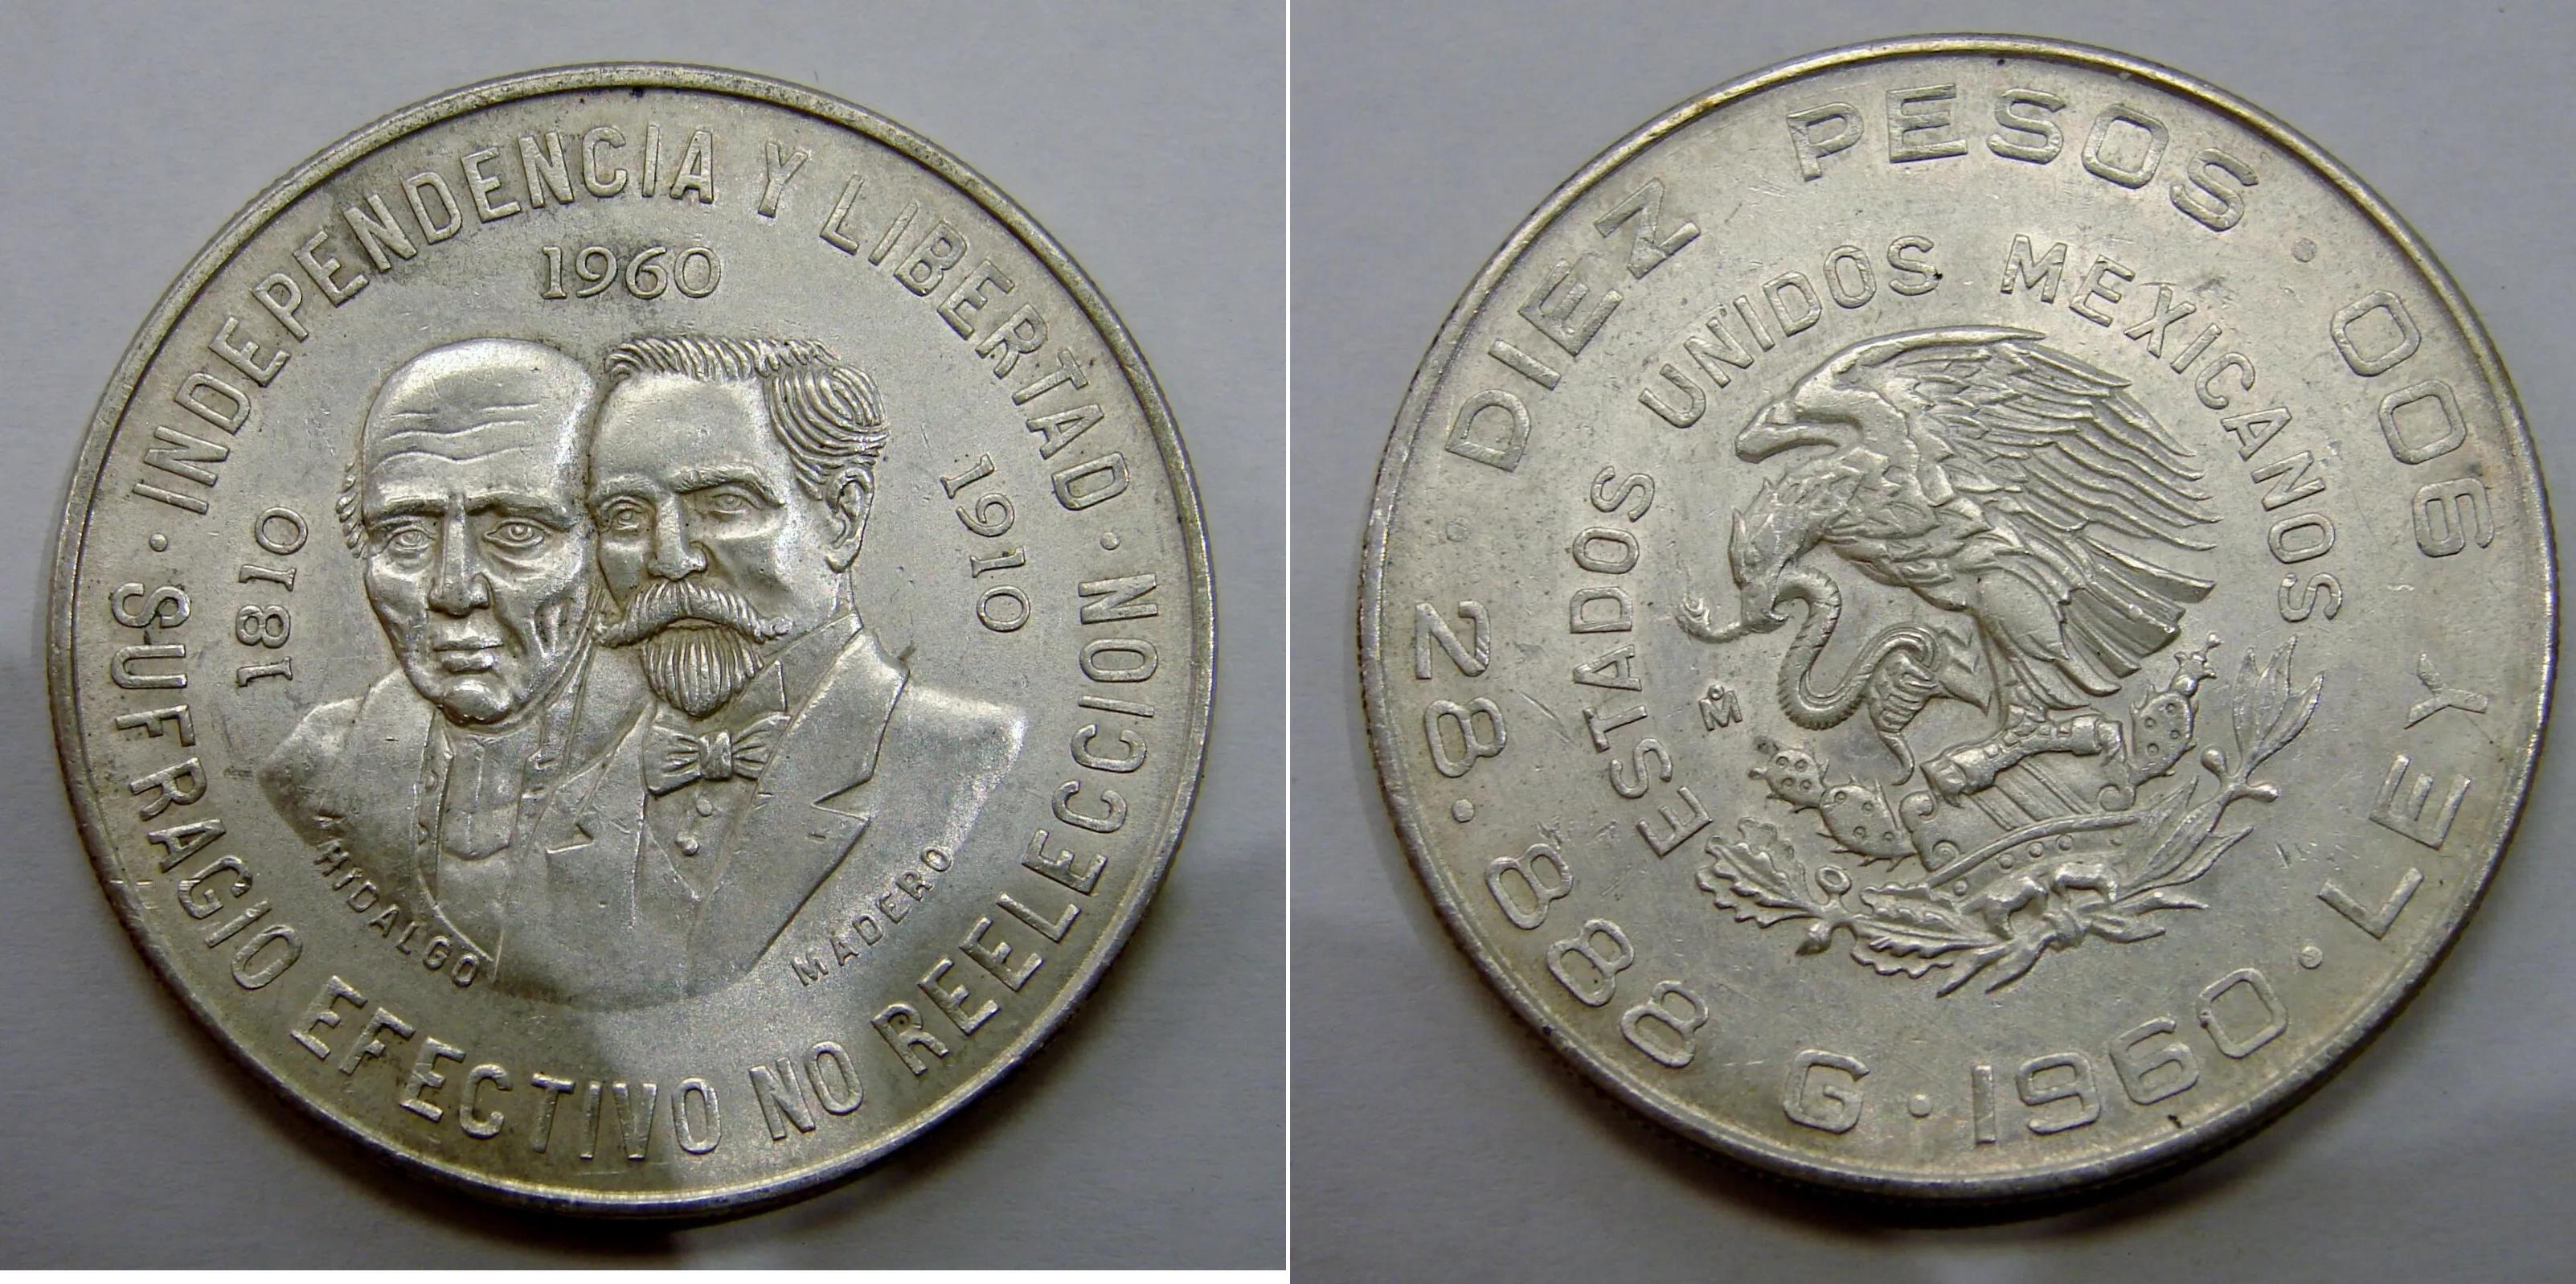 · INDEPENDENCIA Y LIBERTAD ·
SUFRAGIO EFECTIVO NO REELECCION
1960
1810
1910
HIDALGO
MADERO
DIEZ PESOS · 900 LEY · 1960 · G 888.28
ESTADOS UNIDOS MEXICANOS
M̊